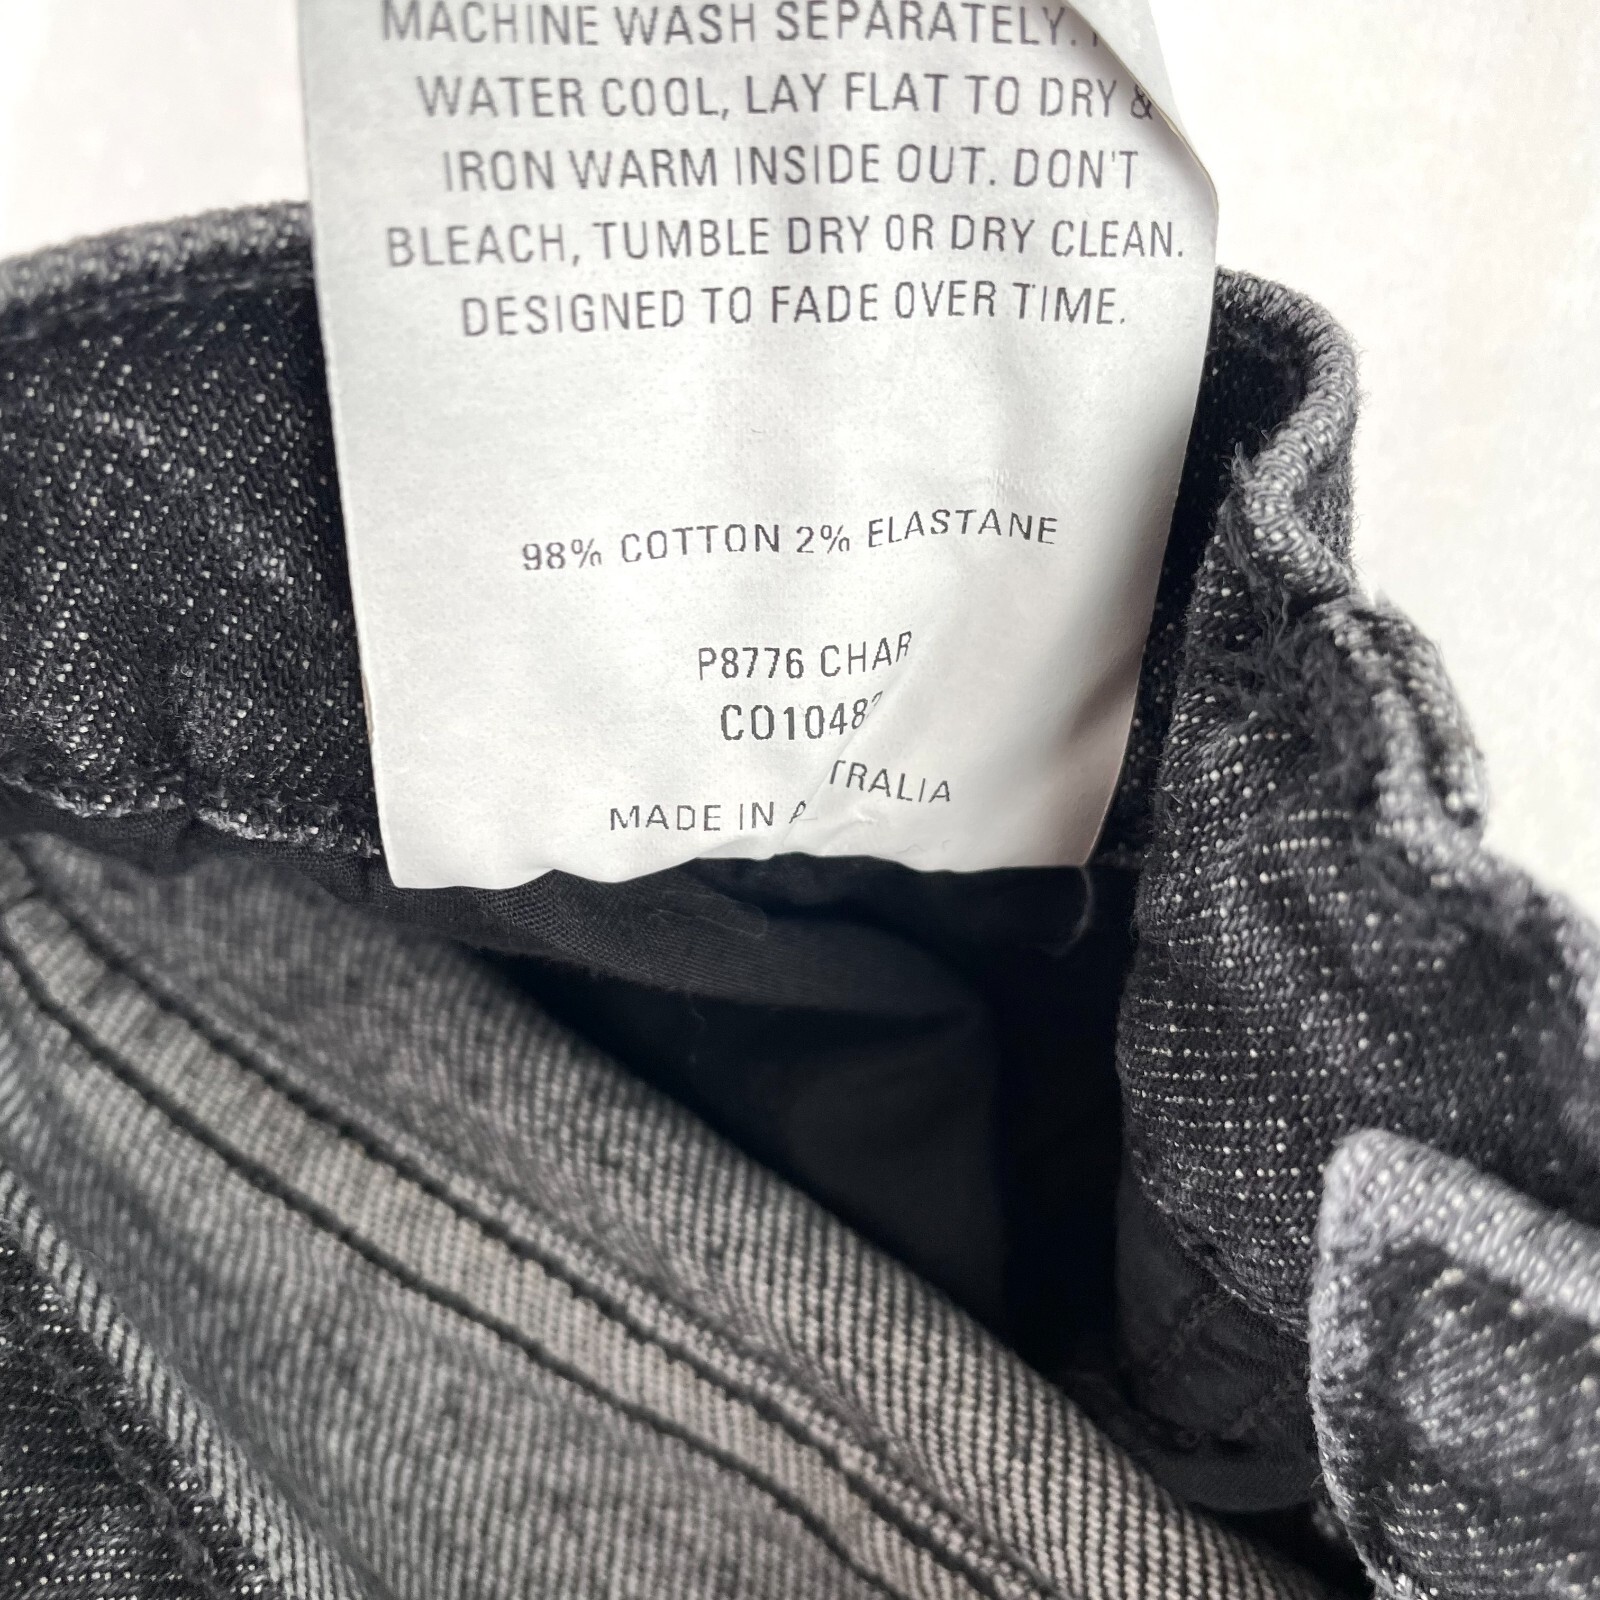 MACHINE WASH SEPARATELY.
WATER COOL, LAY FLAT TO DRY &
IRON WARM INSIDE OUT. DON'T
BLEACH, TUMBLE DRY OR DRY CLEAN.
DESIGNED TO FADE OVER TIME.
98% COTTON 2% ELASTANE
P8776 CHAR
CO1048
MADE IN A TRALIA